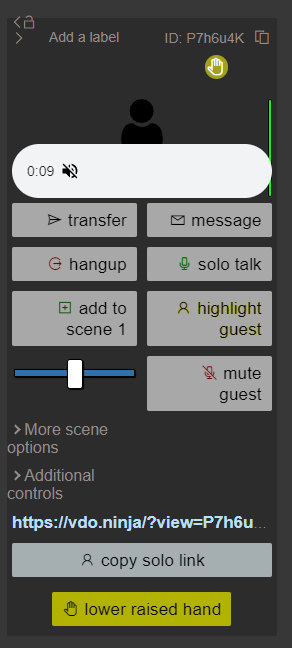 Add a label
ID: P7h6u4K
0:09
transfer
message
hangup
solo talk
add to
scene 1
highlight
guest
mute
guest
More scene
options
Additional
controls
https://vdo.ninja/?view=P7h6u...
copy solo link
lower raised hand